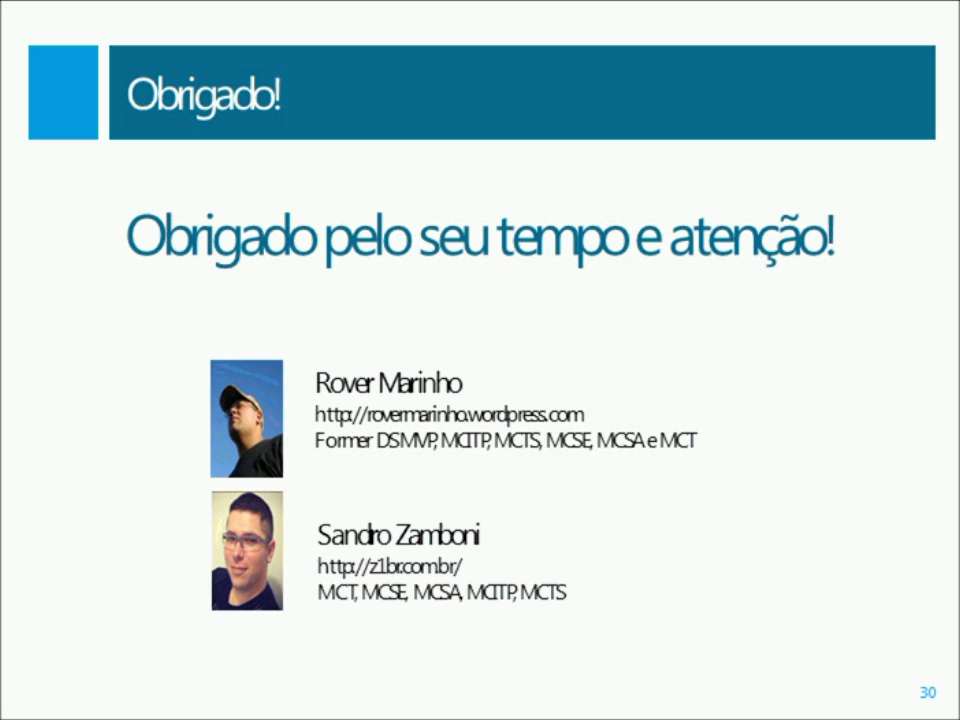 Obrigado!
Obrigado pelo seu tempo e atenção!
Rover Marinho
http://rovermarinho.wordpress.com
Former DS MVP, MCITP, MCTS, MCSE, MCSA e MCT
Sandro Zamboni
http://z1br.com.br/
MCT, MCSE, MCSA, MCITP, MCTS
30